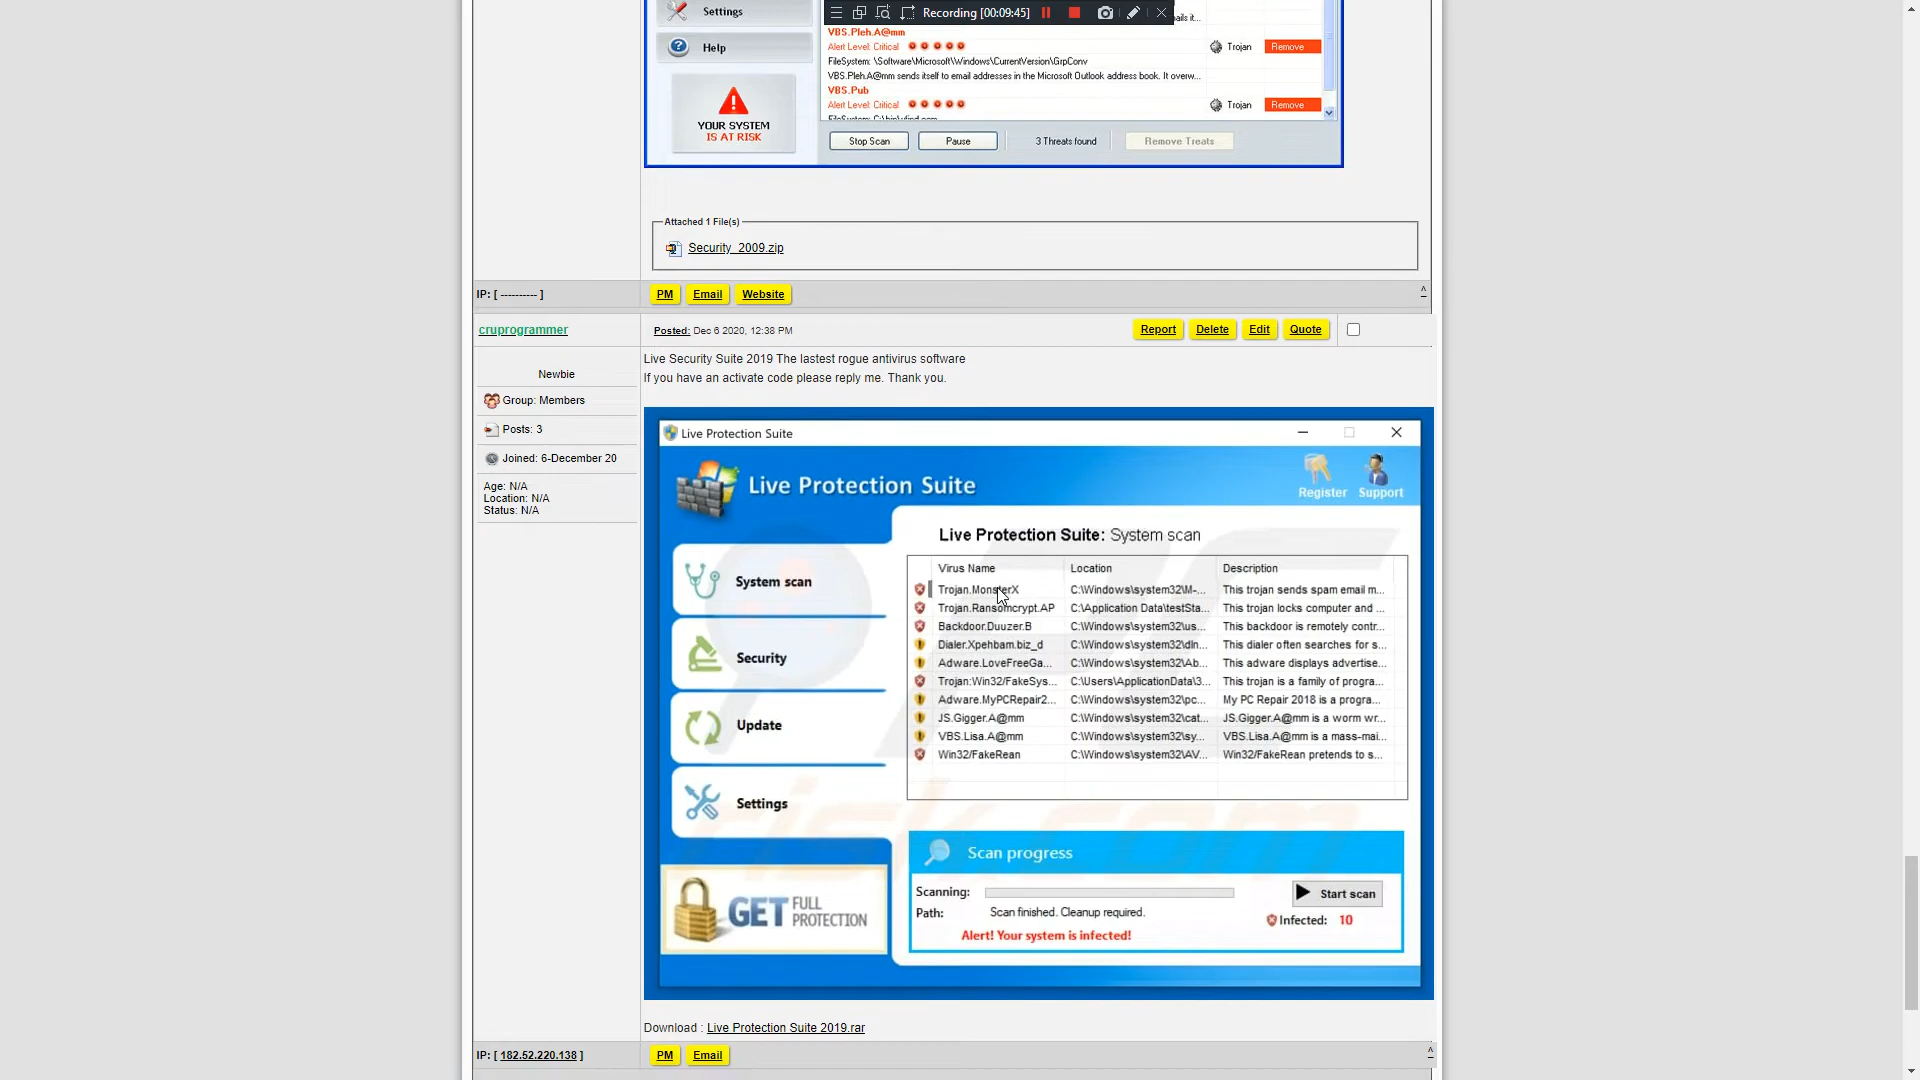 Settings
Recording [00:09:45]
ails it...
VBS.Pleh.A@mm
Help
Alert Level: Critical
Trojan
Remove
FileSystem: \Software\Microsoft\Windows\CurrentVersion\GrpConv
VBS.Pleh.A@mm sends itself to email addresses in the Microsoft Outlook address book. It overw...
VBS.Pub
Alert Level: Critical
Trojan
Remove
FileSystem: C:\bin\vfind.com
YOUR SYSTEM
IS AT RISK
Stop Scan
Pause
3 Threats found
Remove Treats
Attached 1 File(s)
Security_2009.zip
IP: [ ---------- ]
PM
Email
Website
^
cruprogrammer
Posted: Dec 6 2020, 12:38 PM
Report
Delete
Edit
Quote
Newbie
Group: Members
Posts: 3
Joined: 6-December 20
Age: N/A
Location: N/A
Status: N/A
Live Security Suite 2019 The lastest rogue antivirus software
If you have an activate code please reply me. Thank you.
Live Protection Suite
Live Protection Suite
Register
Support
Live Protection Suite: System scan
System scan
Security
Update
Settings
GET FULL PROTECTION
Virus Name Location Description
Trojan.MonsterX C:\Windows\system32\M-... This trojan sends spam email m...
Trojan.Ransomcrypt.AP C:\Application Data\testSta... This trojan locks computer and ...
Backdoor.Duuzer.B C:\Windows\system32\us... This backdoor is remotely contr...
Dialer.Xpehbam.biz_d C:\Windows\system32\dln... This dialer often searches for s...
Adware.LoveFreeGa... C:\Windows\system32\Ab... This adware displays advertise...
Trojan:Win32/FakeSys... C:\Users\ApplicationData\3... This trojan is a family of progra...
Adware.MyPCRepair2... C:\Windows\system32\pc... My PC Repair 2018 is a progra...
JS.Gigger.A@mm C:\Windows\system32\cat... JS.Gigger.A@mm is a worm wr...
VBS.Lisa.A@mm C:\Windows\system32\sy... VBS.Lisa.A@mm is a mass-mai...
Win32/FakeRean C:\Windows\system32\AV... Win32/FakeRean pretends to s...
Scan progress
Scanning:
Start scan
Path: Scan finished. Cleanup required.
Infected: 10
Alert! Your system is infected!
risk.com
Download : Live Protection Suite 2019.rar
IP: [ 182.52.220.138 ]
PM
Email
^